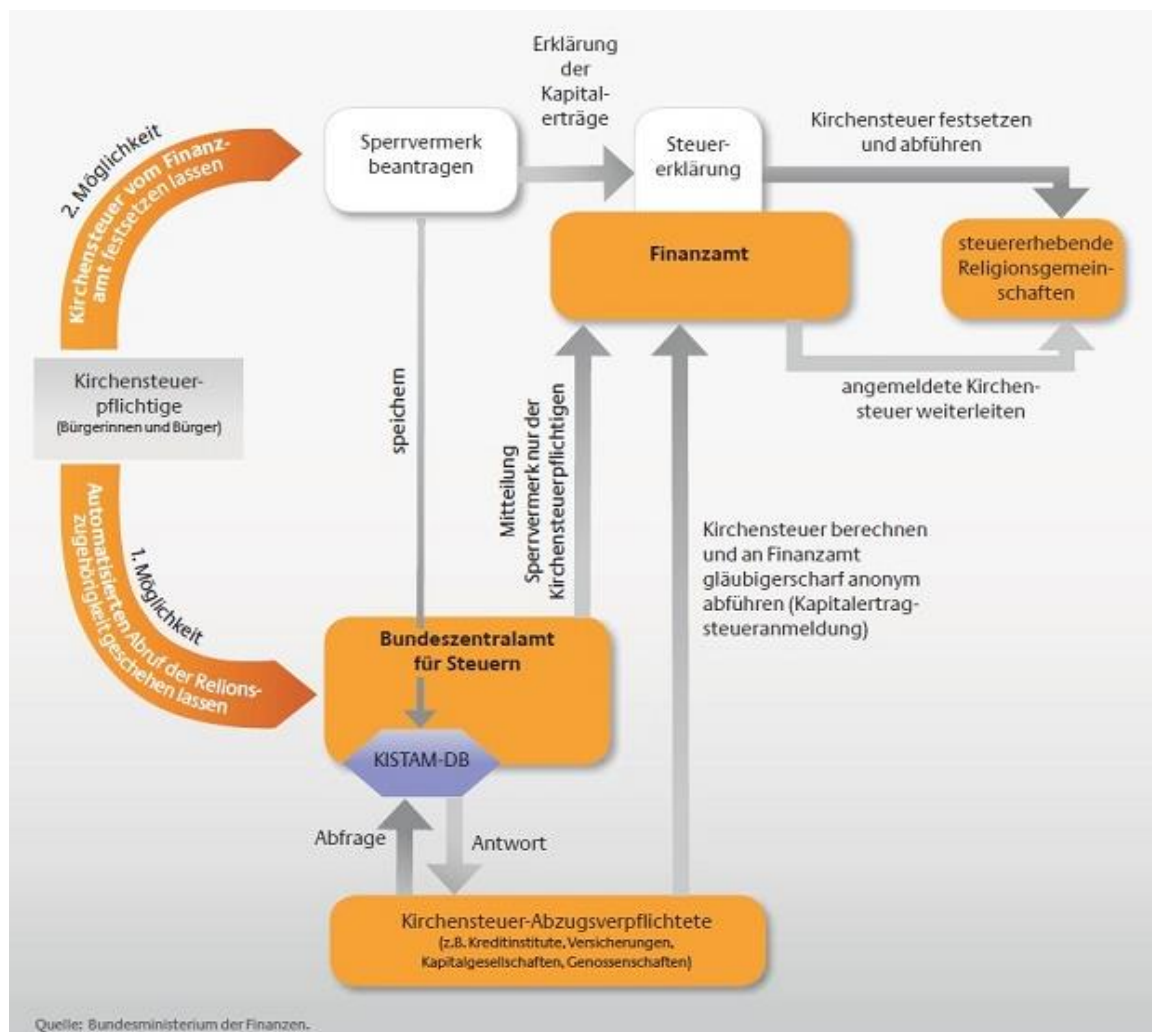 Erklärung
der
Kapital-
erträge
2. Möglichkeit
Kirchensteuer vom Finanz-
amt festsetzen lassen
Sperrvermerk
beantragen
Steuer-
erklärung
Kirchensteuer festsetzen
und abführen
Finanzamt
steuererhebende
Religionsgemein-
schaften
Kirchensteuer-
pflichtige
(Bürgerinnen und Bürger)
speichern
Mitteilung
Sperrvermerk nur der
Kirchensteuerpflichtigen
angemeldete Kirchen-
steuer weiterleiten
1. Möglichkeit
Automatisierten Abruf der Relions-
zugehörigkeit geschehen lassen
Kirchensteuer berechnen
und an Finanzamt
gläubigerscharf anonym
abführen (Kapitalertrag-
steueranmeldung)
Bundeszentralamt
für Steuern
KISTAM-DB
Abfrage
Antwort
Kirchensteuer-Abzugsverpflichtete
(z.B. Kreditinstitute, Versicherungen,
Kapitalgesellschaften, Genossenschaften)
Quelle: Bundesministerium der Finanzen.